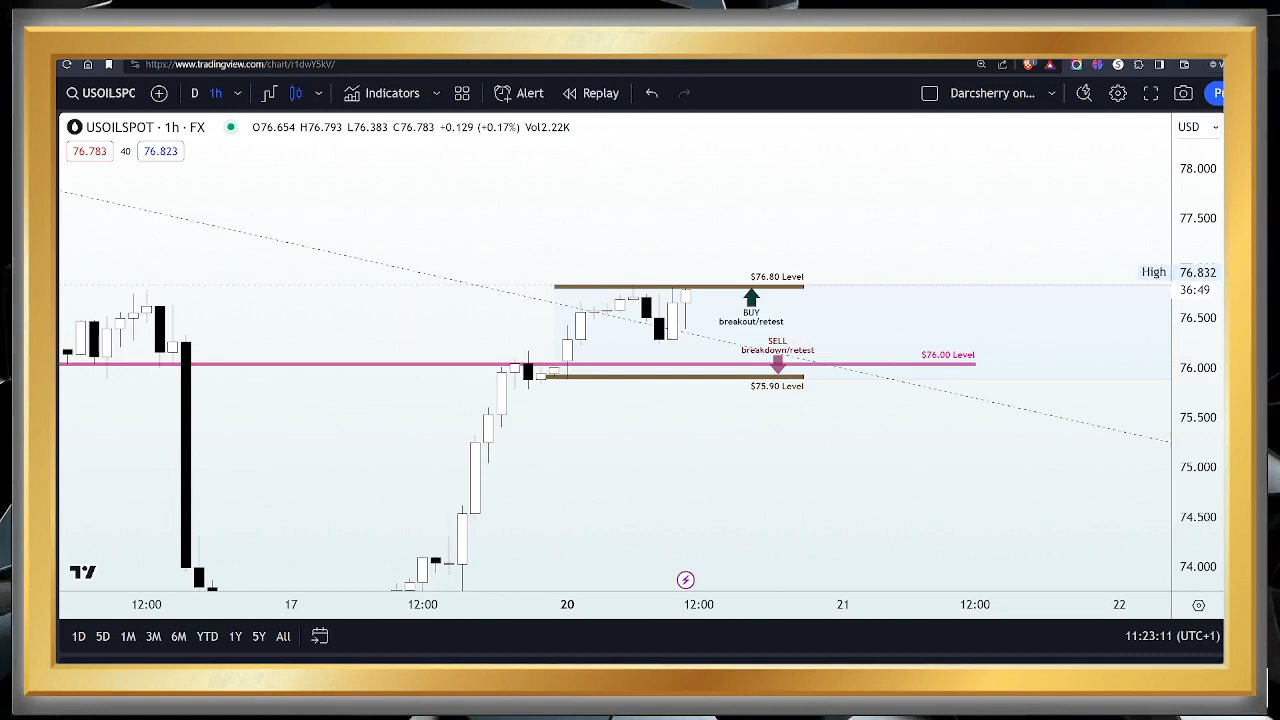 https://www.tradingview.com/chart/r1dwY5kV/
USOILSPC D 1h Indicators Alert Replay Darsherry on...
USOILSPOT · 1h · FX O76.654 H76.793 L76.383 C76.783 +0.129 (+0.17%) Vol2.22K USD
76.783 40 76.823
78.000
77.500
High 76.832
36:49
76.500
76.000
75.500
75.000
74.500
74.000
$76.80 Level
BUY
breakout/retest
SELL
breakdown/retest
$76.00 Level
$75.90 Level
12:00 17 12:00 20 12:00 21 12:00 22
1D 5D 1M 3M 6M YTD 1Y 5Y All 11:23:11 (UTC+1)